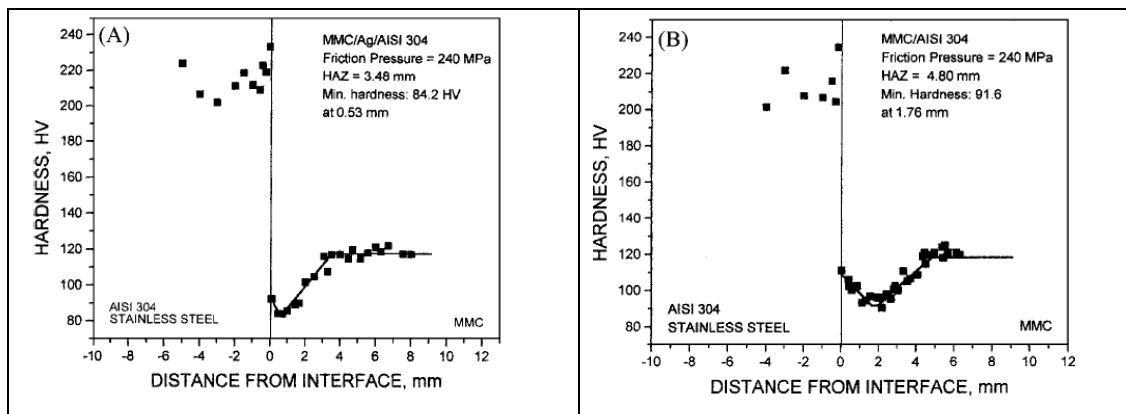 (A)
MMC/Ag/AISI 304
Friction Pressure = 240 MPa
HAZ = 3.48 mm
Min. hardness: 84.2 HV
at 0.53 mm
HARDNESS, HV
240
220
200
180
160
140
120
100
80
AISI 304
STAINLESS STEEL
MMC
-10 -8 -6 -4 -2 0 2 4 6 8 10 12
DISTANCE FROM INTERFACE, mm
(B)
MMC/AISI 304
Friction Pressure = 240 MPa
HAZ = 4.80 mm
Min. hardness: 91.6
at 1.76 mm
HARDNESS, HV
240
220
200
180
160
140
120
100
80
AISI 304
STAINLESS STEEL
MMC
-10 -8 -6 -4 -2 0 2 4 6 8 10 12
DISTANCE FROM INTERFACE, mm